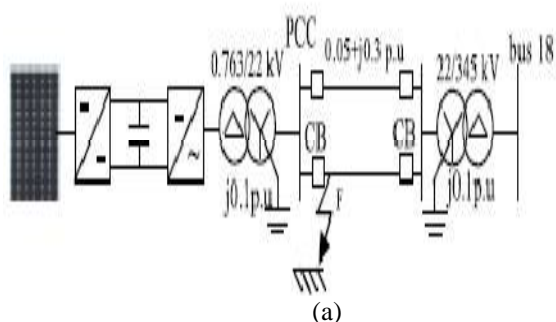 PCC
0.05+j0.3 p.u
bus 18
0.763/22 kV
22/345 kV
CB
CB
j0.1p.u
j0.1p.u
F
(a)